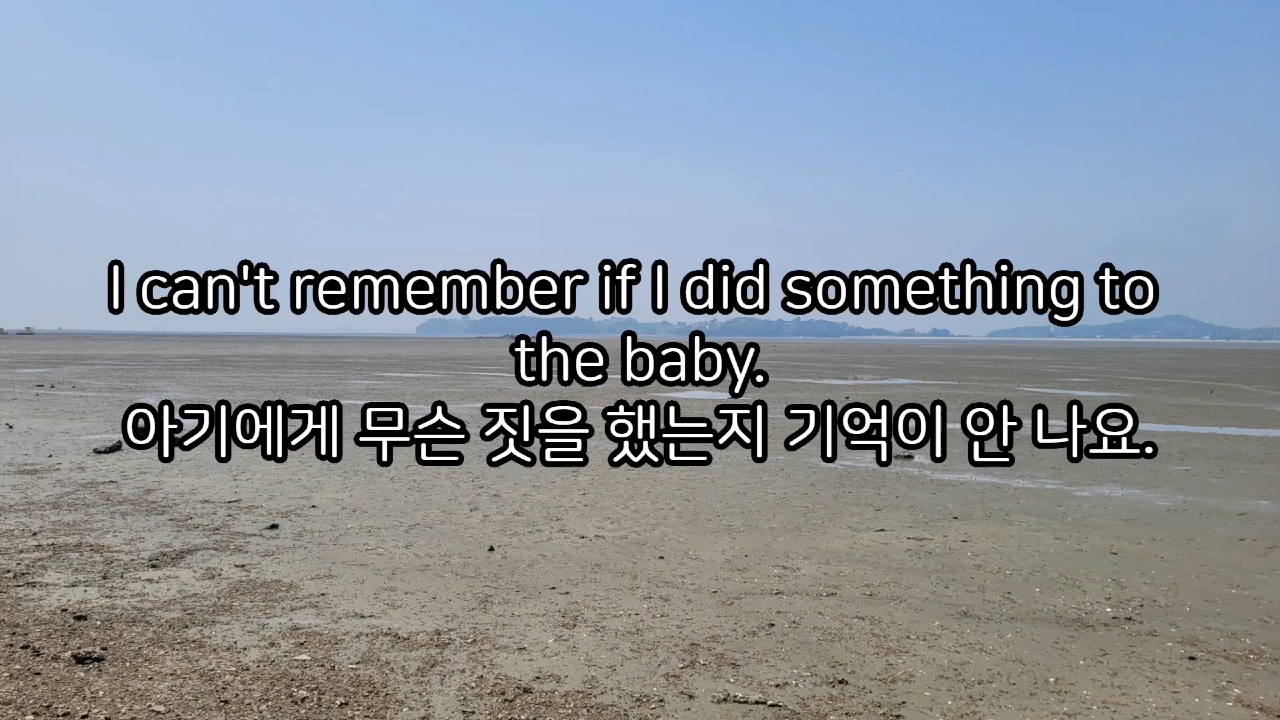 I can't remember if I did something to
the baby.
아기에게 무슨 짓을 했는지 기억이 안 나요.